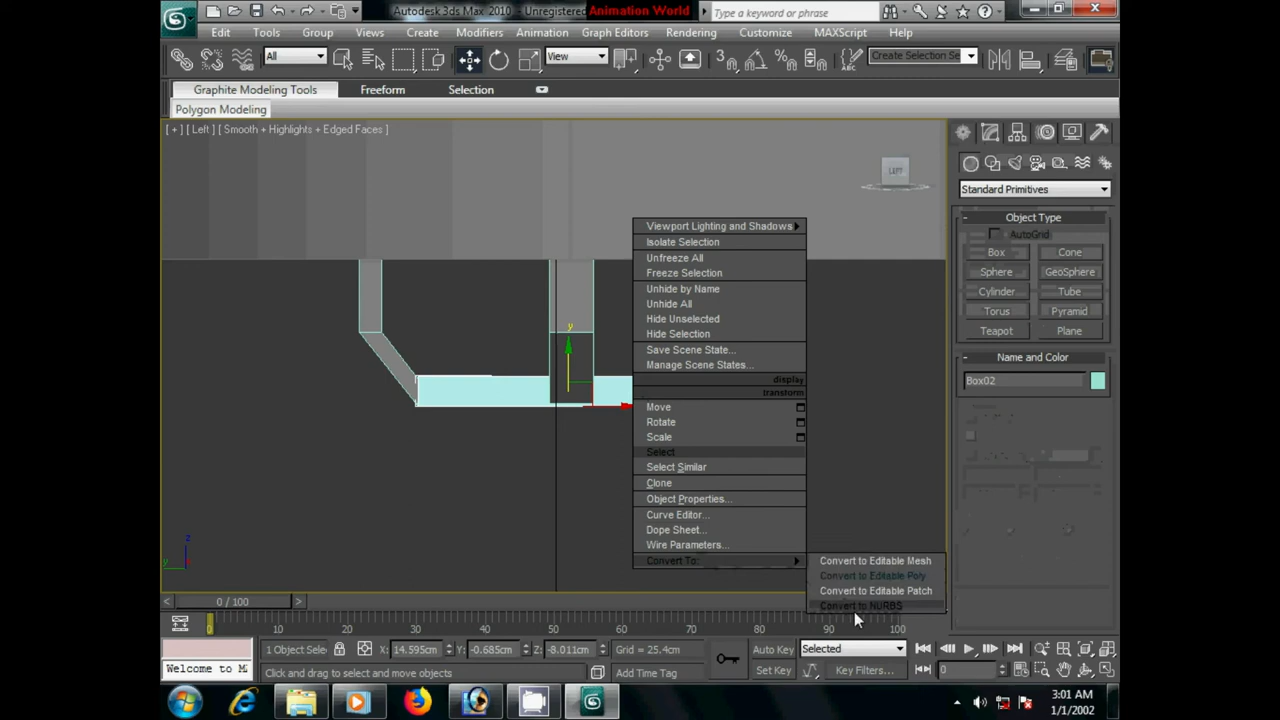 Autodesk 3ds Max 2010 - Unregistered
Animation World
Type a keyword or phrase
Edit Tools Group Views Create Modifiers Animation Graph Editors Rendering Customize MAXScript Help
All
View
Create Selection Se
Graphite Modeling Tools Freeform Selection
Polygon Modeling
[ + ] [ Left ] [ Smooth + Highlights + Edged Faces ]
LEFT
Standard Primitives
Object Type
AutoGrid
Box Cone
Sphere GeoSphere
Cylinder Tube
Torus Pyramid
Teapot Plane
Name and Color
Box02
Viewport Lighting and Shadows
Isolate Selection
Unfreeze All
Freeze Selection
Unhide by Name
Unhide All
Hide Unselected
Hide Selection
Save Scene State...
Manage Scene States...
display
transform
Move
Rotate
Scale
Select
Select Similar
Clone
Object Properties...
Curve Editor...
Dope Sheet...
Wire Parameters...
Convert To:
Convert to Editable Mesh
Convert to Editable Poly
Convert to Editable Patch
Convert to NURBS
y
z
y
0 / 100
0 10 20 30 40 50 60 70 80 90 100
1 Object Sele X: 14.595cm Y: -0.685cm Z: -8.011cm Grid = 25.4cm Auto Key Selected
Welcome to M Click and drag to select and move objects Add Time Tag Set Key Key Filters... 0
3:01 AM
1/1/2002